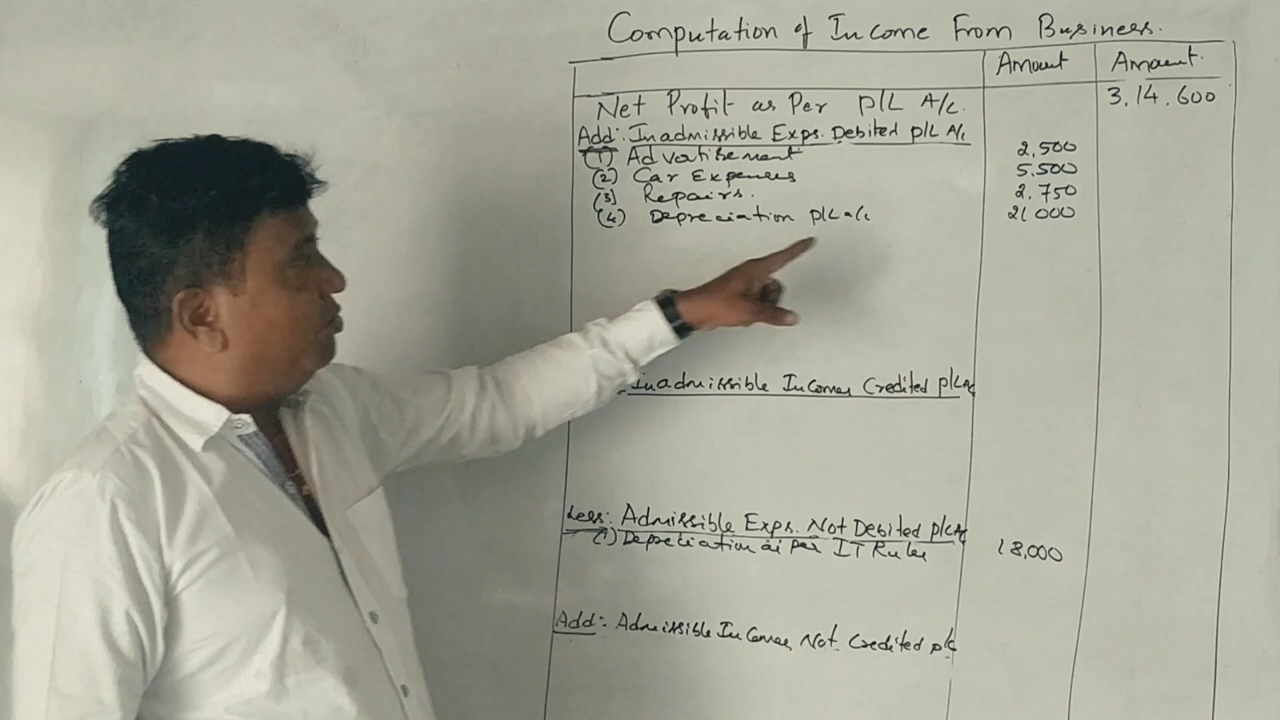 Computation of Income From Business.
Amount Amount.
Net Profit as Per P/L A/c. 3,14,600
Add: Inadmissible Exps. Debited P/L A/c
(1) Advertisement 2,500
(2) Car Expenses 5,500
(3) Repairs. 2,750
(4) Depreciation P/L a/c 21,000
Inadmissible Incomes Credited P/L A/c
Less: Admissible Exps. Not Debited P/L A/c
(1) Depreciation as per IT Rules 18,000
Add: Admissible Incomes Not Credited